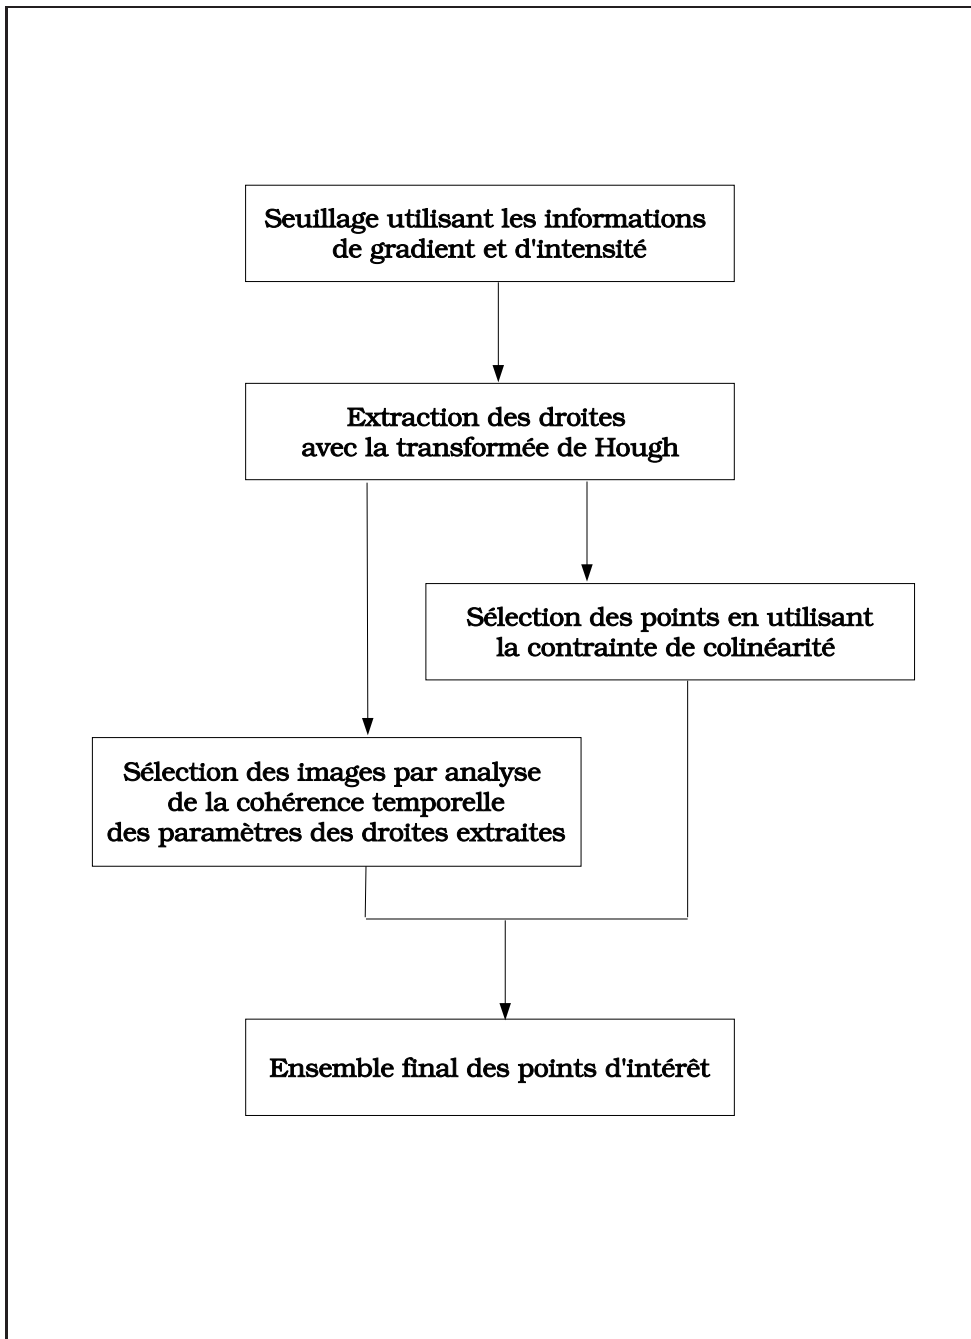 Seuillage utilisant les informations
de gradient et d'intensité
Extraction des droites
avec la transformée de Hough
Sélection des points en utilisant
la contrainte de colinéarité
Sélection des images par analyse
de la cohérence temporelle
des paramètres des droites extraites
Ensemble final des points d'intérêt